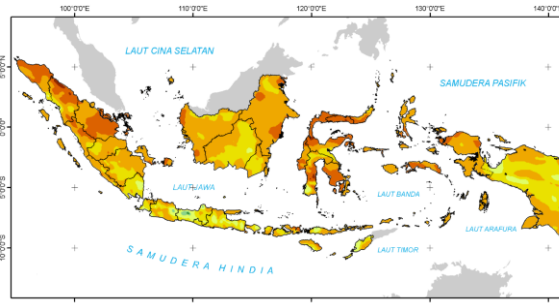 100°0'0"E 110°0'0"E 120°0'0"E 130°0'0"E 140°0'0"
LAUT CINA SELATAN
5°0'0"N
SAMUDERA PASIFIK
0°0'0"
LAUT JAWA
5°0'0"S
LAUT BANDA
LAUT ARAFURA
10°0'0"S
LAUT TIMOR
SAMUDERA HINDIA